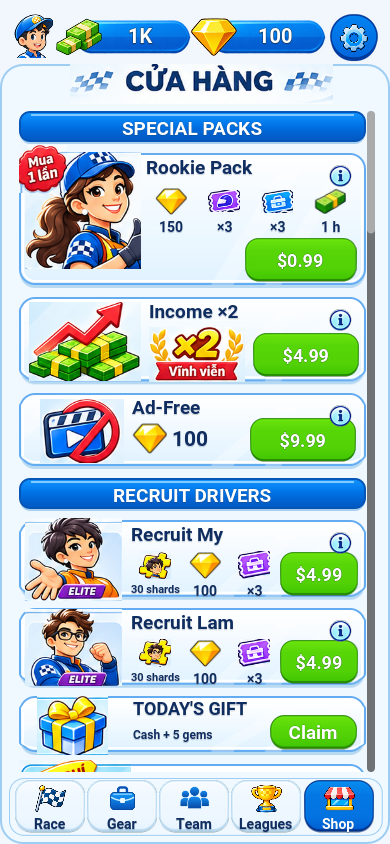 1K
100
CỬA HÀNG
SPECIAL PACKS
Mua
1 lần
Rookie Pack
150
×3
×3
1 h
$0.99
Income ×2
×2
Vĩnh viễn
$4.99
Ad-Free
100
$9.99
RECRUIT DRIVERS
Recruit My
ELITE
30 shards
100
×3
$4.99
Recruit Lam
ELITE
30 shards
100
×3
$4.99
TODAY'S GIFT
Cash + 5 gems
Claim
Race
Gear
Team
Leagues
Shop